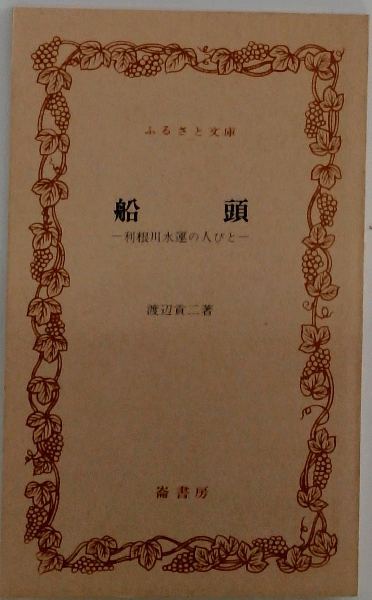 ふるさと文庫
船頭
―利根川水運の人びと―
渡辺貢二著
崙書房